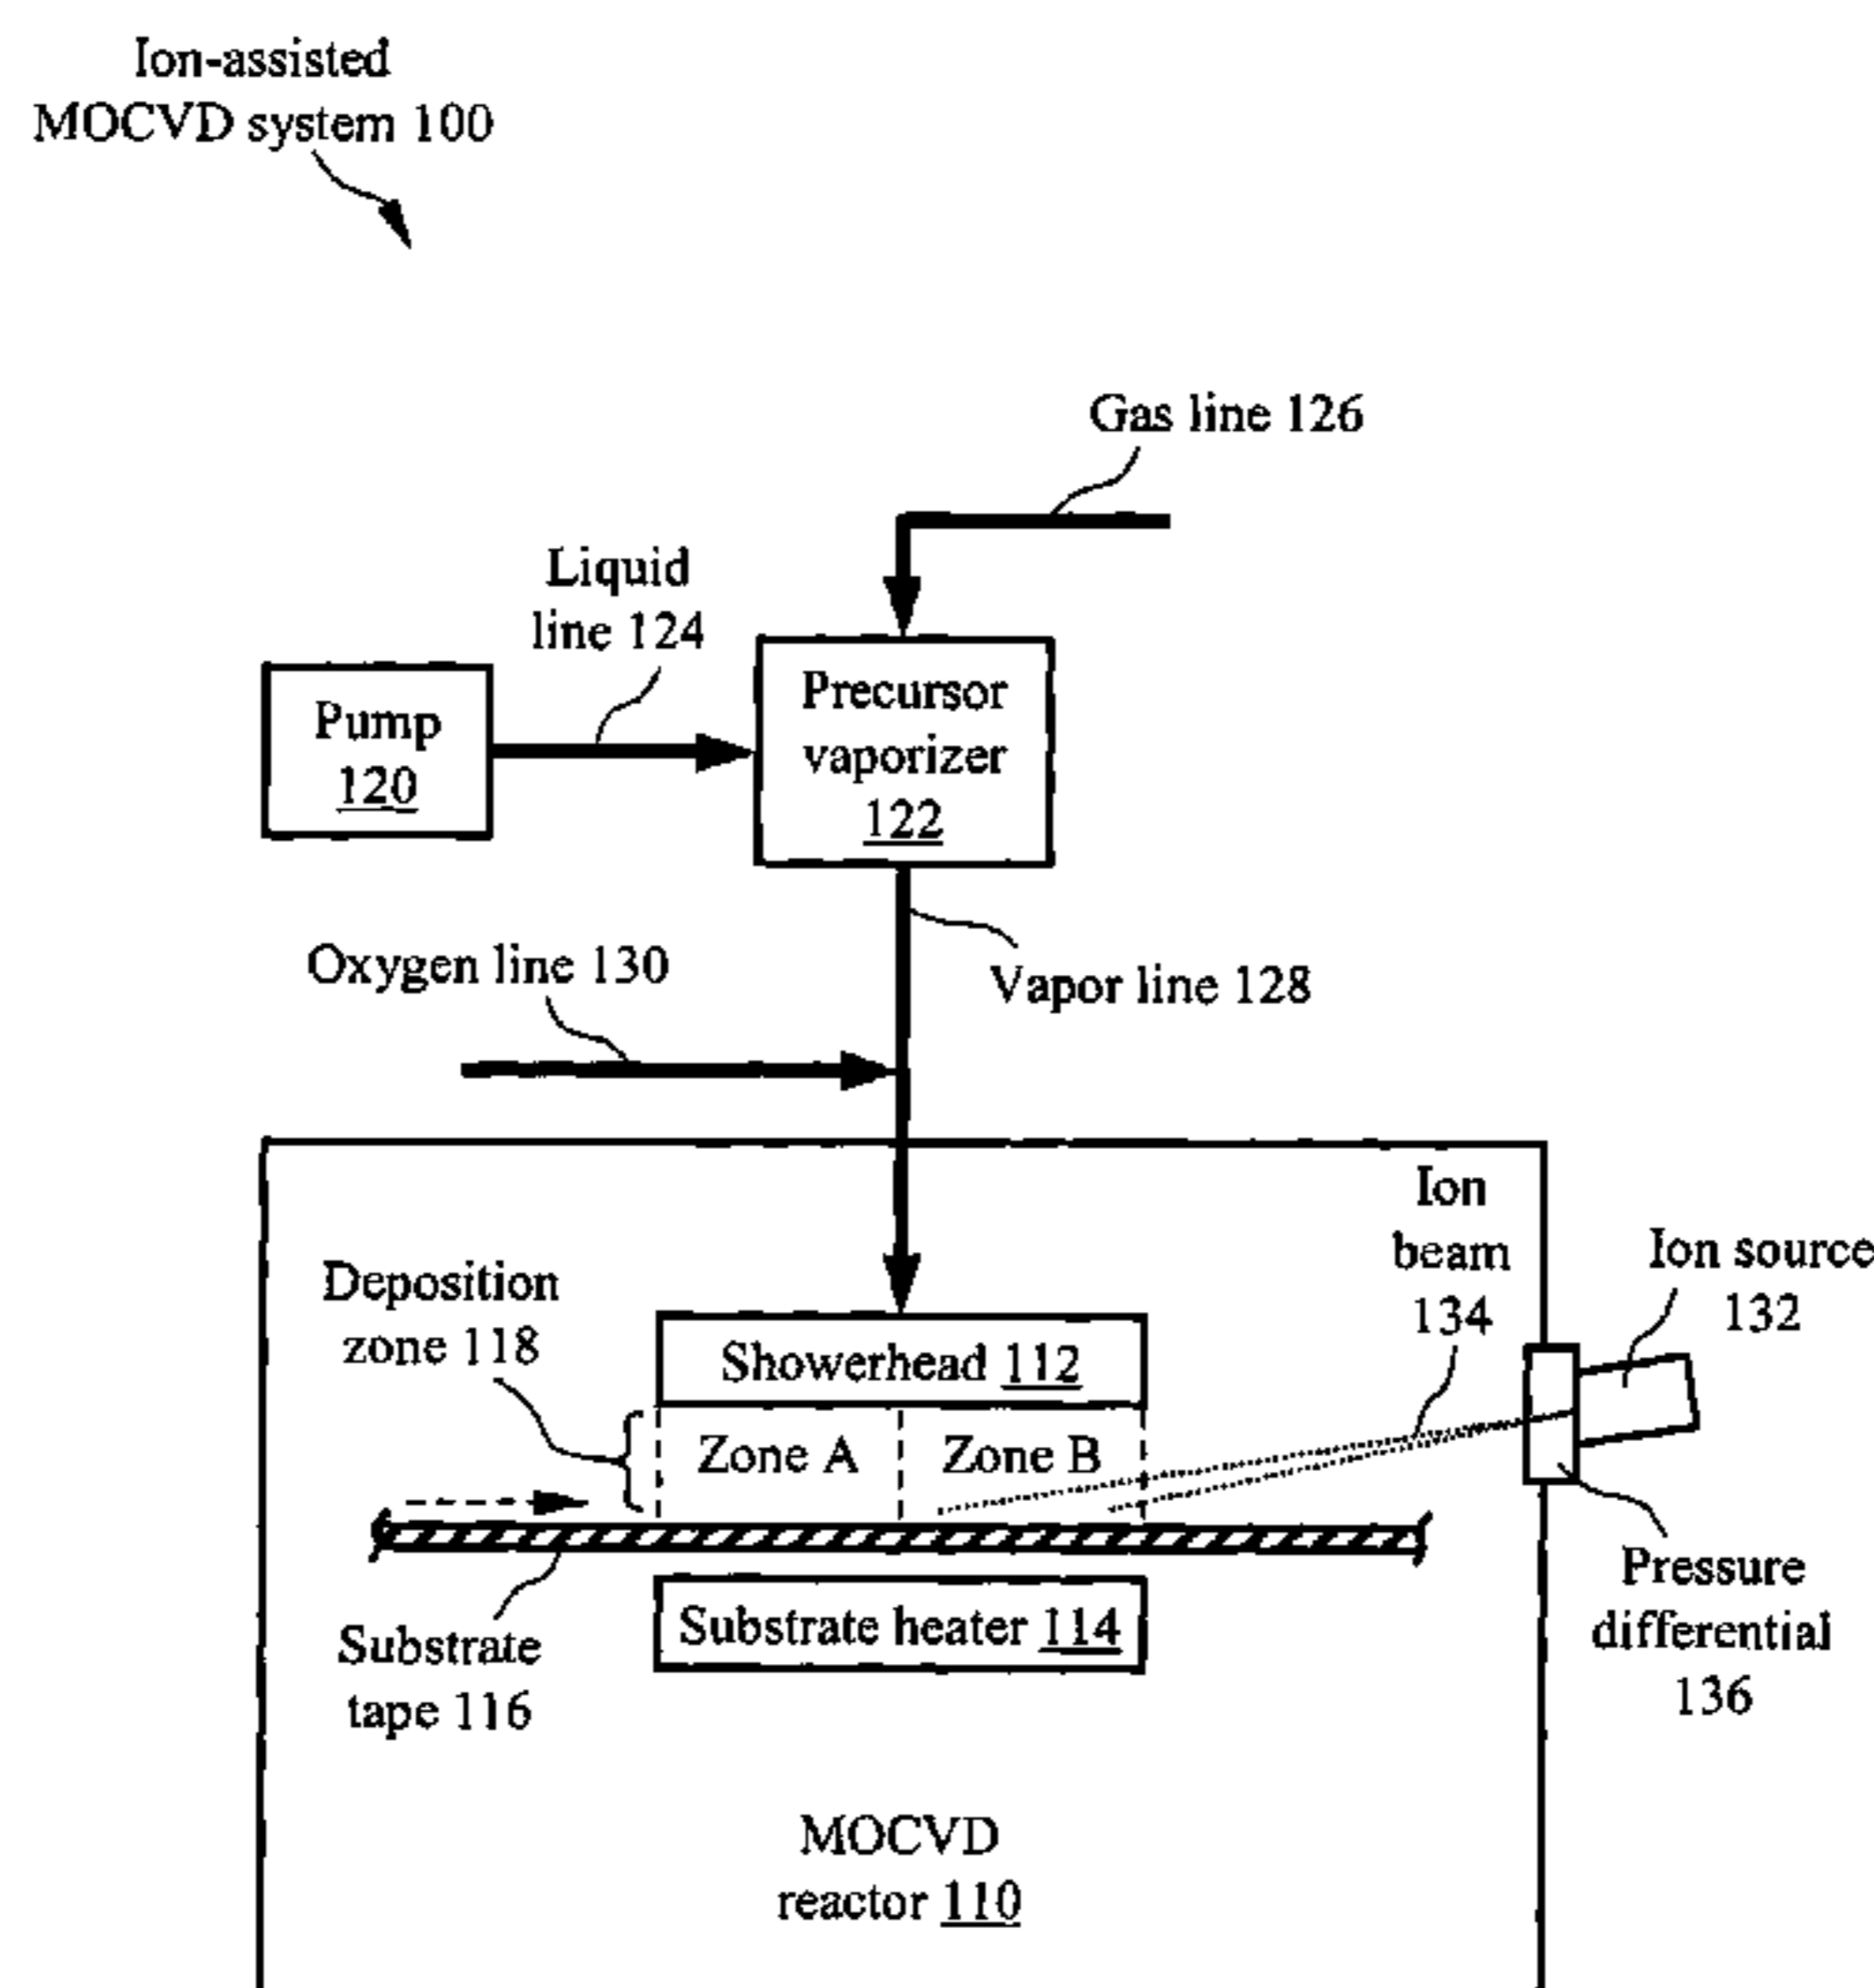 Ion-assisted
MOCVD system 100
Gas line 126
Liquid
line 124
Pump
120
Precursor
vaporizer
122
Oxygen line 130
Vapor line 128
Ion
beam
134
Ion source
132
Deposition
zone 118
Showerhead 112
Zone A
Zone B
Substrate
tape 116
Substrate heater 114
Pressure
differential
136
MOCVD
reactor 110